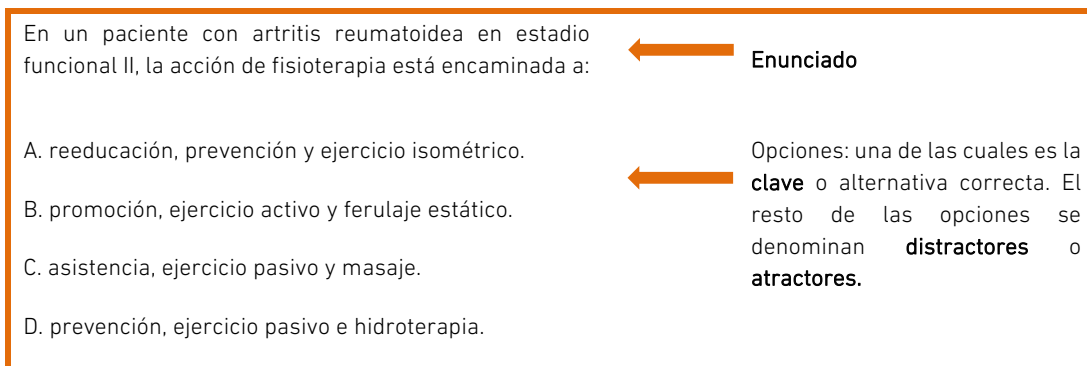 En un paciente con artritis reumatoidea en estadio
funcional II, la acción de fisioterapia está encaminada a:
Enunciado
A. reeducación, prevención y ejercicio isométrico.
B. promoción, ejercicio activo y ferulaje estático.
C. asistencia, ejercicio pasivo y masaje.
D. prevención, ejercicio pasivo e hidroterapia.
Opciones: una de las cuales es la
clave o alternativa correcta. El
resto de las opciones se
denominan distractores o
atractores.